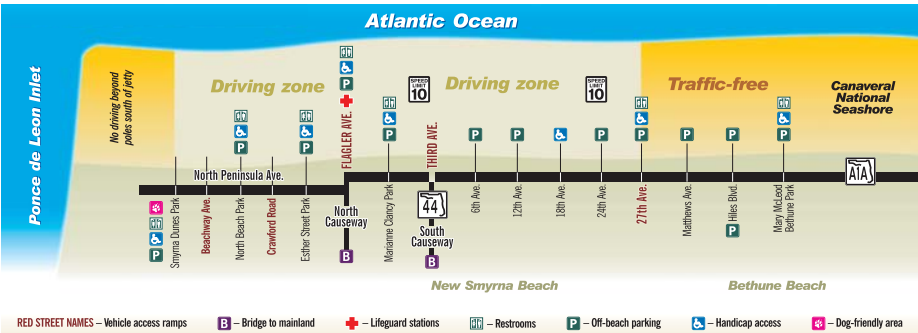 Atlantic Ocean
Ponce de Leon Inlet
No driving beyond
poles south of jetty
Driving zone
Driving zone
Traffic-free
Canaveral
National
Seashore
SPEED
LIMIT
10
SPEED
LIMIT
10
P
P
P
P
P
P
P
P
P
P
P
P
FLAGLER AVE.
THIRD AVE.
North Peninsula Ave.
A1A
P
Smyrna Dunes Park
Beachway Ave.
North Beach Park
Crawford Road
Esther Street Park
North
Causeway
B
Marianne Clancy Park
44
South
Causeway
B
6th Ave.
12th Ave.
18th Ave.
24th Ave.
27th Ave.
Matthews Ave.
Hiles Blvd.
P
Mary McLeod
Bethune Park
New Smyrna Beach
Bethune Beach
RED STREET NAMES – Vehicle access ramps
B – Bridge to mainland
– Lifeguard stations
– Restrooms
P – Off-beach parking
– Handicap access
– Dog-friendly area